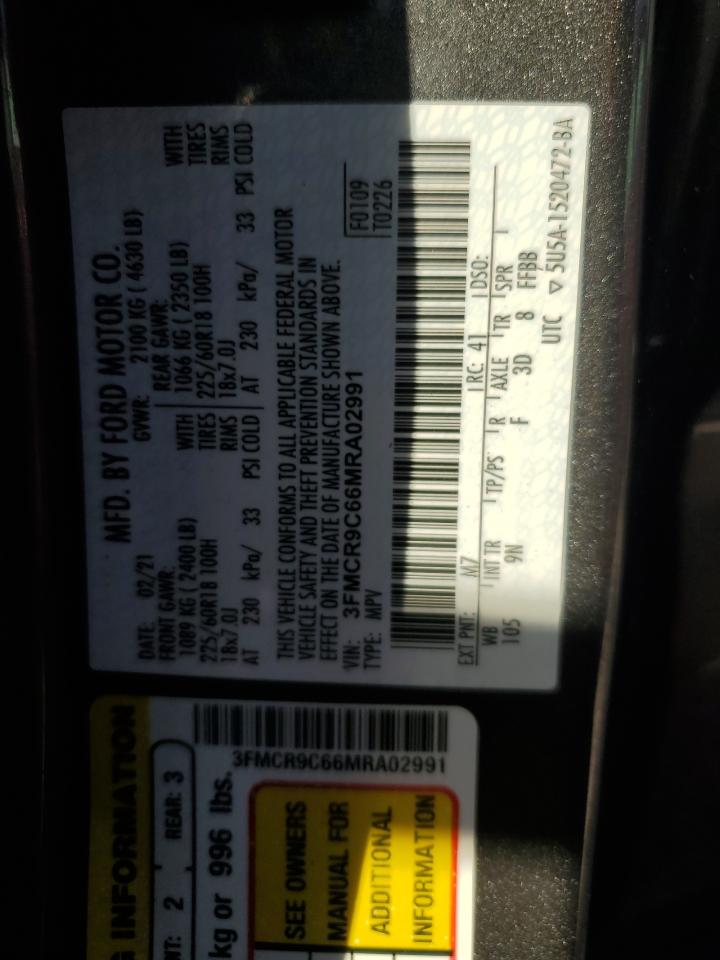 MFD. BY FORD MOTOR CO.
DATE: 02/21 GVWR: 2100 KG ( 4630 LB)
FRONT GAWR: REAR GAWR:
1089 KG ( 2400 LB) WITH 1066 KG ( 2350 LB) WITH
225/60R18 100H TIRES 225/60R18 100H TIRES
18x7.0J RIMS 18x7.0J RIMS
AT 230 kPa/ 33 PSI COLD AT 230 kPa/ 33 PSI COLD
THIS VEHICLE CONFORMS TO ALL APPLICABLE FEDERAL MOTOR
VEHICLE SAFETY AND THEFT PREVENTION STANDARDS IN
EFFECT ON THE DATE OF MANUFACTURE SHOWN ABOVE.
VIN: 3FMCR9C66MRA02991
TYPE: MPV
F0109
T0226
EXT PNT: M7 RC: 41 DSO:
WB INT TR TP/PS R AXLE TR SPR
105 9N F 3D 8 FFBB
UTC ▽5U5A-1520472-BA
G INFORMATION
NT: 2 REAR: 3
kg or 996 lbs.
3FMCR9C66MRA02991
SEE OWNERS
MANUAL FOR
ADDITIONAL
INFORMATION